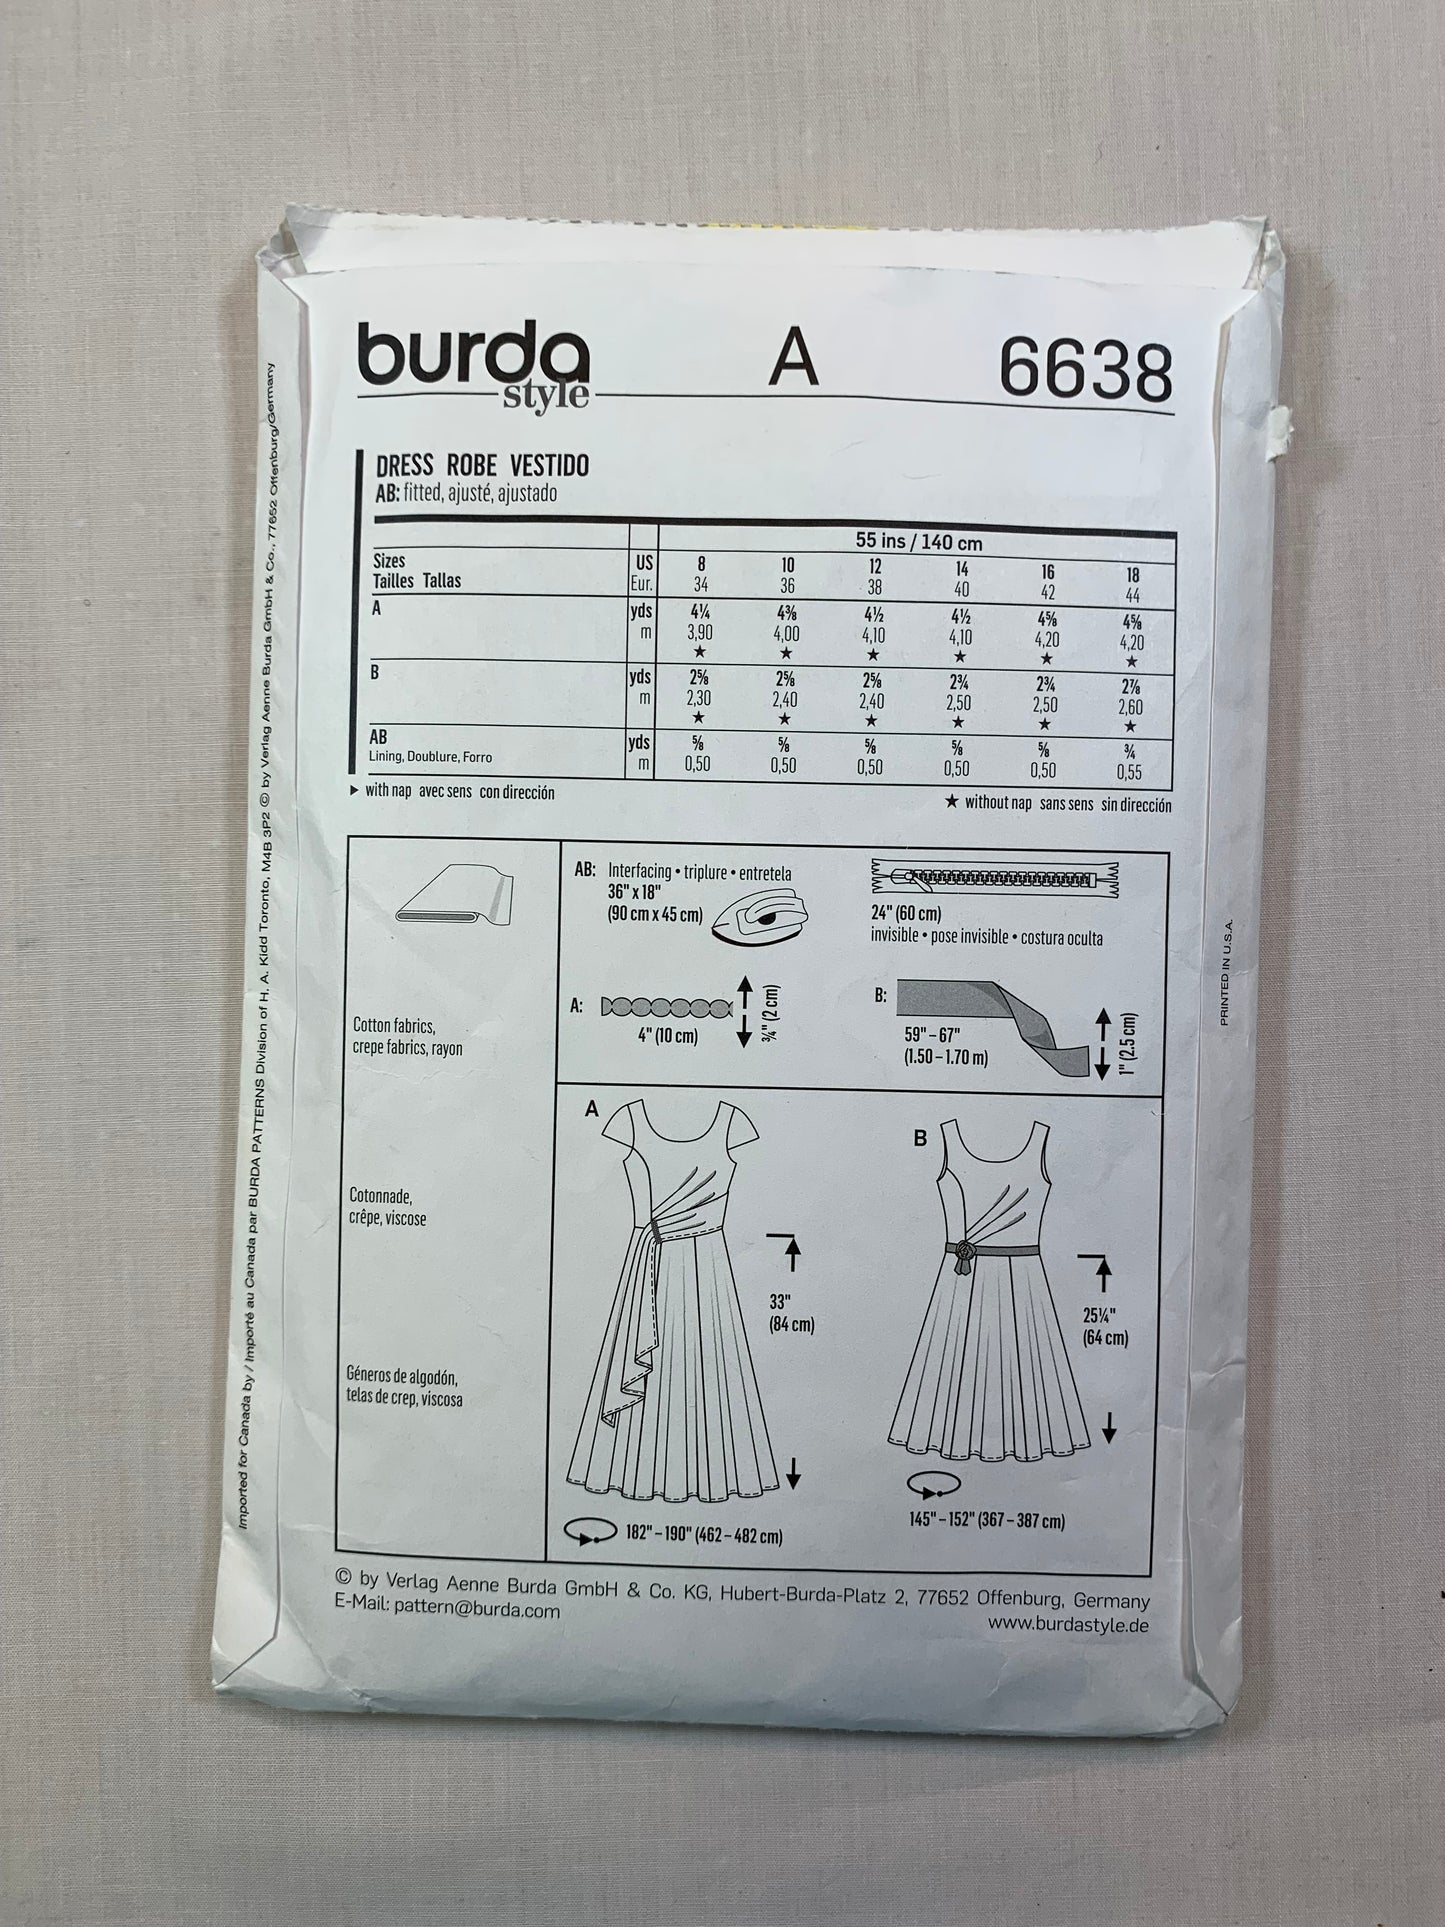 burda
style
A
6638
DRESS ROBE VESTIDO
AB: fitted, ajusté, ajustado
55 ins / 140 cm
Sizes US 8 10 12 14 16 18
Tailles Tallas Eur. 34 36 38 40 42 44
A yds 4¼ 4⅜ 4½ 4½ 4⅝ 4⅝
m 3,90 4,00 4,10 4,10 4,20 4,20
★ ★ ★ ★ ★ ★
B yds 2⅝ 2⅝ 2⅝ 2¾ 2¾ 2⅞
m 2,30 2,40 2,40 2,50 2,50 2,60
★ ★ ★ ★ ★ ★
AB yds ⅝ ⅝ ⅝ ⅝ ⅝ ¾
Lining, Doublure, Forro m 0,50 0,50 0,50 0,50 0,50 0,55
▶ with nap avec sens con dirección
★ without nap sans sens sin dirección
Cotton fabrics,
crepe fabrics, rayon
Cotonnade,
crêpe, viscose
Géneros de algodón,
telas de crep, viscosa
AB: Interfacing • triplure • entretela
36" x 18"
(90 cm x 45 cm)
24" (60 cm)
invisible • pose invisible • costura oculta
A:
4" (10 cm)
¾" (2 cm)
B:
59" – 67"
(1.50 – 1.70 m)
1" (2.5 cm)
A
33"
(84 cm)
182" – 190" (462 – 482 cm)
B
25¼"
(64 cm)
145" – 152" (367 – 387 cm)
© by Verlag Aenne Burda GmbH & Co. KG, Hubert-Burda-Platz 2, 77652 Offenburg, Germany
E-Mail: pattern@burda.com
www.burdastyle.de
Imported for Canada by / Importé au Canada par BURDA PATTERNS Division of H. A. Kidd Toronto, M4B 3P2 © by Verlag Aenne Burda GmbH & Co., 77652 Offenburg/Germany
PRINTED IN U.S.A.